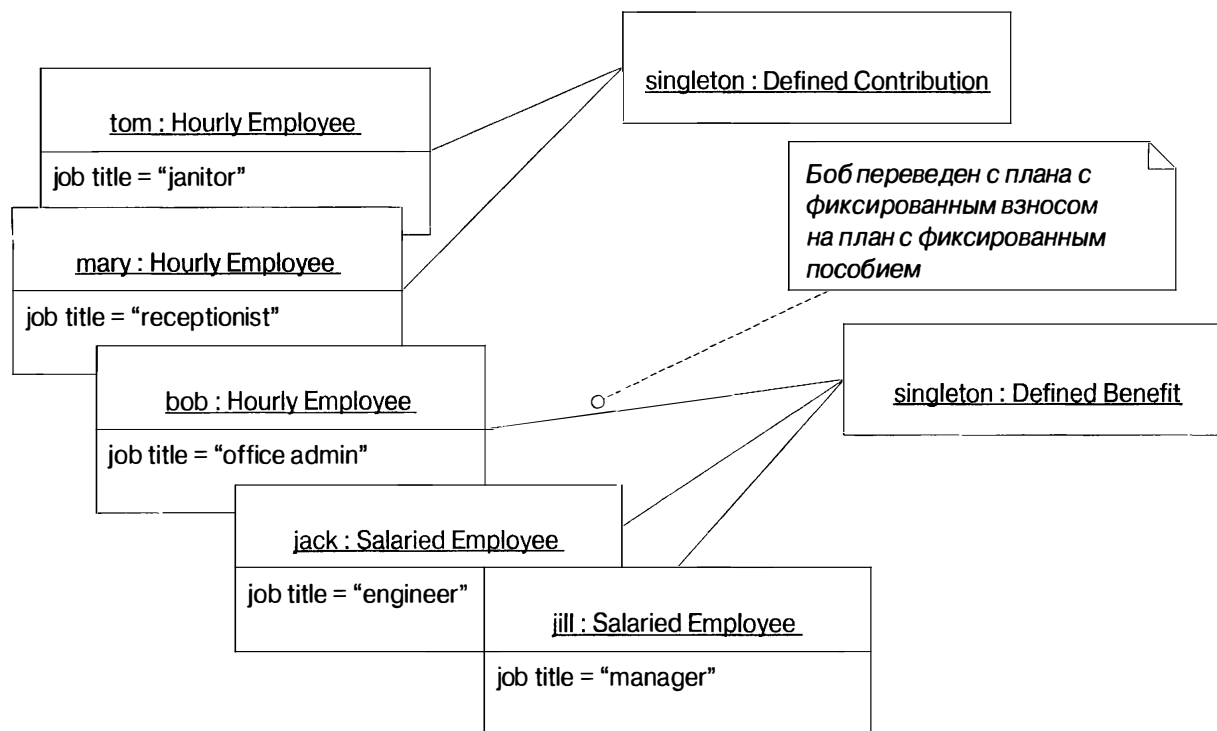 singleton : Defined Contribution
tom : Hourly Employee
job title = “janitor”
Боб переведен с плана с
фиксированным взносом
на план с фиксированным
пособием
mary : Hourly Employee
job title = “receptionist”
bob : Hourly Employee
job title = “office admin”
singleton : Defined Benefit
jack : Salaried Employee
job title = “engineer”
jill : Salaried Employee
job title = “manager”